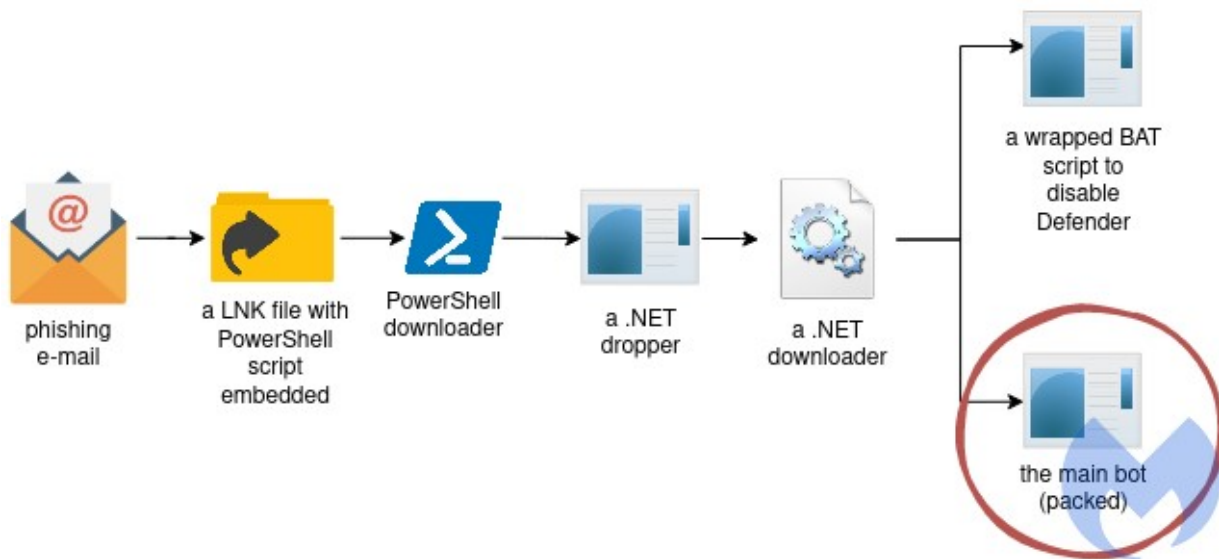 @
phishing
e-mail
a LNK file with
PowerShell
script
embedded
PowerShell
downloader
a .NET
dropper
a .NET
downloader
a wrapped BAT
script to
disable
Defender
the main bot
(packed)